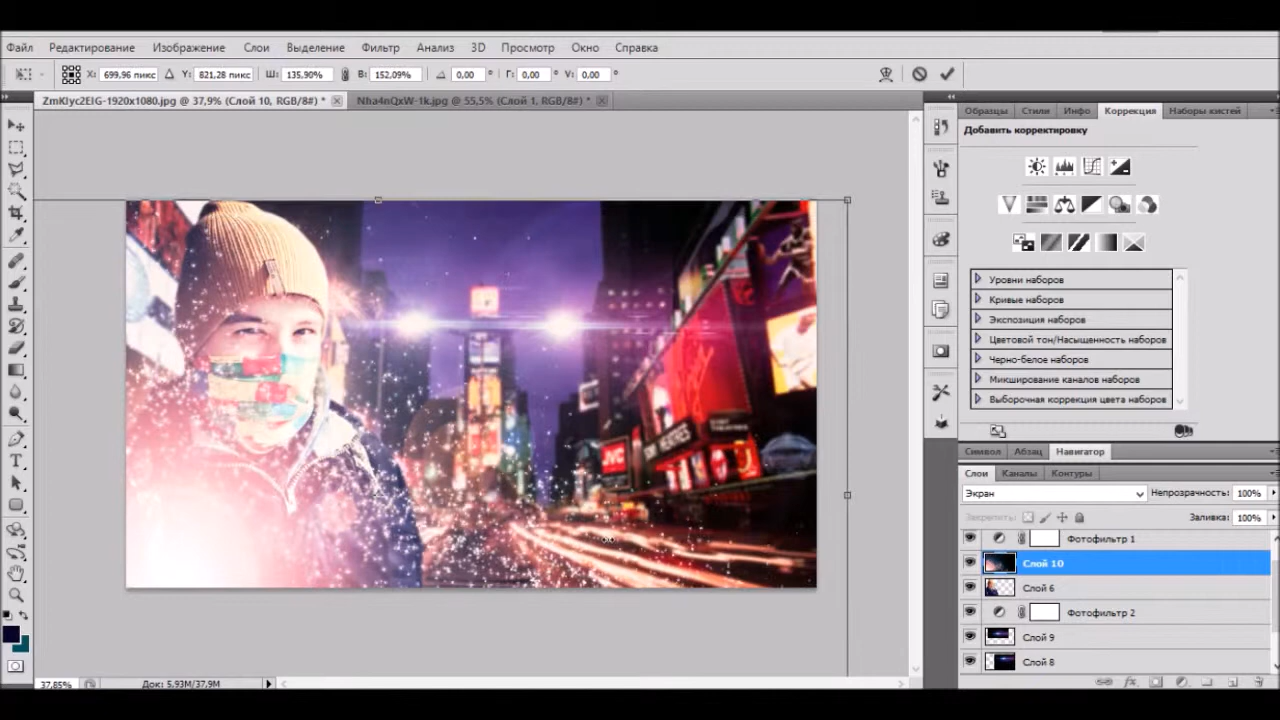 Файл Редактирование Изображение Слои Выделение Фильтр Анализ 3D Просмотр Окно Справка
X: 699,96 пикс Y: 821,28 пикс Ш: 135,90% В: 152,09% 0,00 ° Г: 0,00 ° V: 0,00 °
ZmKlyc2EIG-1920x1080.jpg @ 37,9% (Слой 10, RGB/8#) * Nha4nQxW-1k.jpg @ 55,5% (Слой 1, RGB/8#) *
Образцы Стили Инфо Коррекция Наборы кистей
Добавить корректировку
Уровни наборов
Кривые наборов
Экспозиция наборов
Цветовой тон/Насыщенность наборов
Черно-белое наборов
Микширование каналов наборов
Выборочная коррекция цвета наборов
JVC
Символ Абзац Навигатор
Слои Каналы Контуры
Экран Непрозрачность: 100%
Закрепить: Заливка: 100%
Фотофильтр 1
Слой 10
Слой 6
Фотофильтр 2
Слой 9
Слой 8
37,85% Док: 5,93M/37,9M